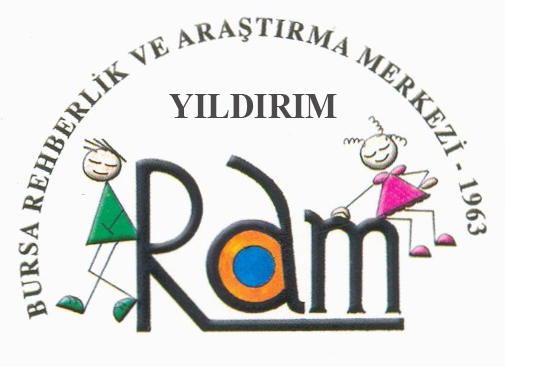 BURSA REHBERLİK VE ARAŞTIRMA MERKEZİ - 1963
YILDIRIM
Ram